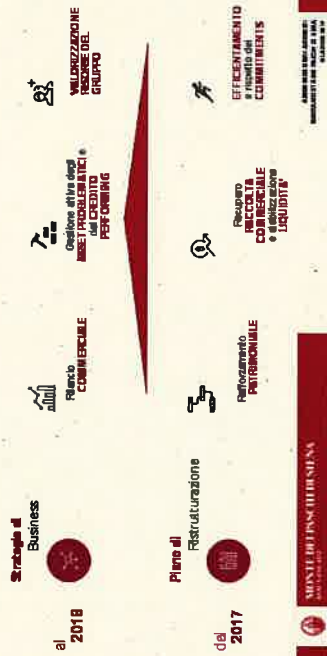 Strategia di
Business
al
2018
Rilancio
COMMERCIALE
Gestione attiva degli
ASSET PROBLEMATICI e
del CREDITO
PERFORMING
VALORIZZAZIONE
RISORSE DEL
GRUPPO
Piano di
Ristrutturazione
dal
2017
Rafforzamento
PATRIMONIALE
Recupero
RACCOLTA
COMMERCIALE
e stabilizzazione
LIQUIDITA'
EFFICIENTAMENTO
e rispetto dei
COMMITMENTS
MONTE DEI PASCHI DI SIENA